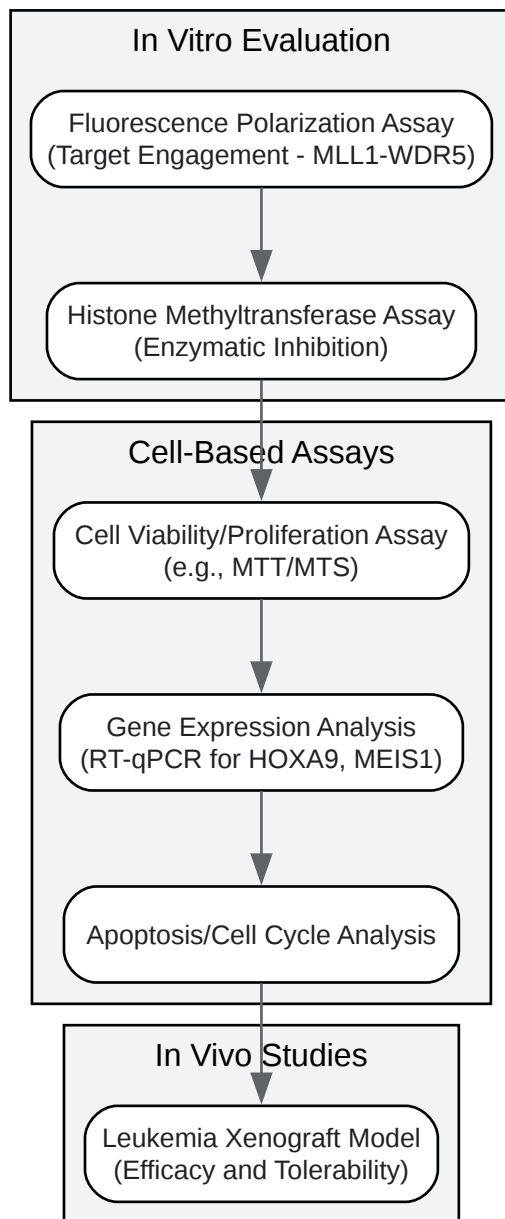 In Vitro Evaluation
Fluorescence Polarization Assay
(Target Engagement - MLL1-WDR5)
Histone Methyltransferase Assay
(Enzymatic Inhibition)
Cell-Based Assays
Cell Viability/Proliferation Assay
(e.g., MTT/MTS)
Gene Expression Analysis
(RT-qPCR for HOXA9, MEIS1)
Apoptosis/Cell Cycle Analysis
In Vivo Studies
Leukemia Xenograft Model
(Efficacy and Tolerability)